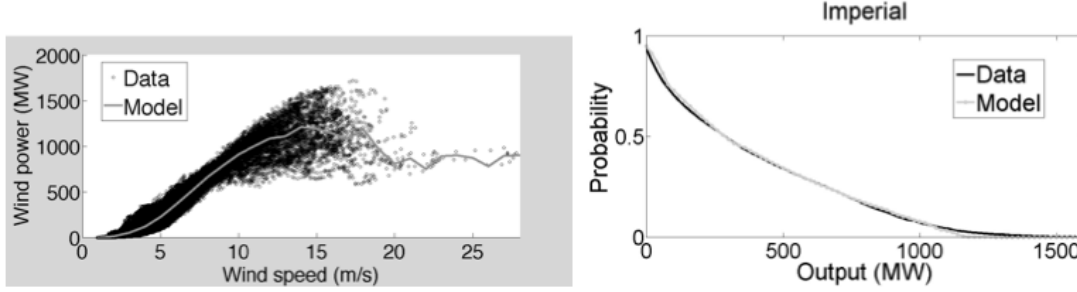 2000
1500
1000
500
0
Wind power (MW)
Data
Model
5
10
15
20
25
Wind speed (m/s)
Imperial
1
0.5
0
Probability
Data
Model
0
500
1000
1500
Output (MW)